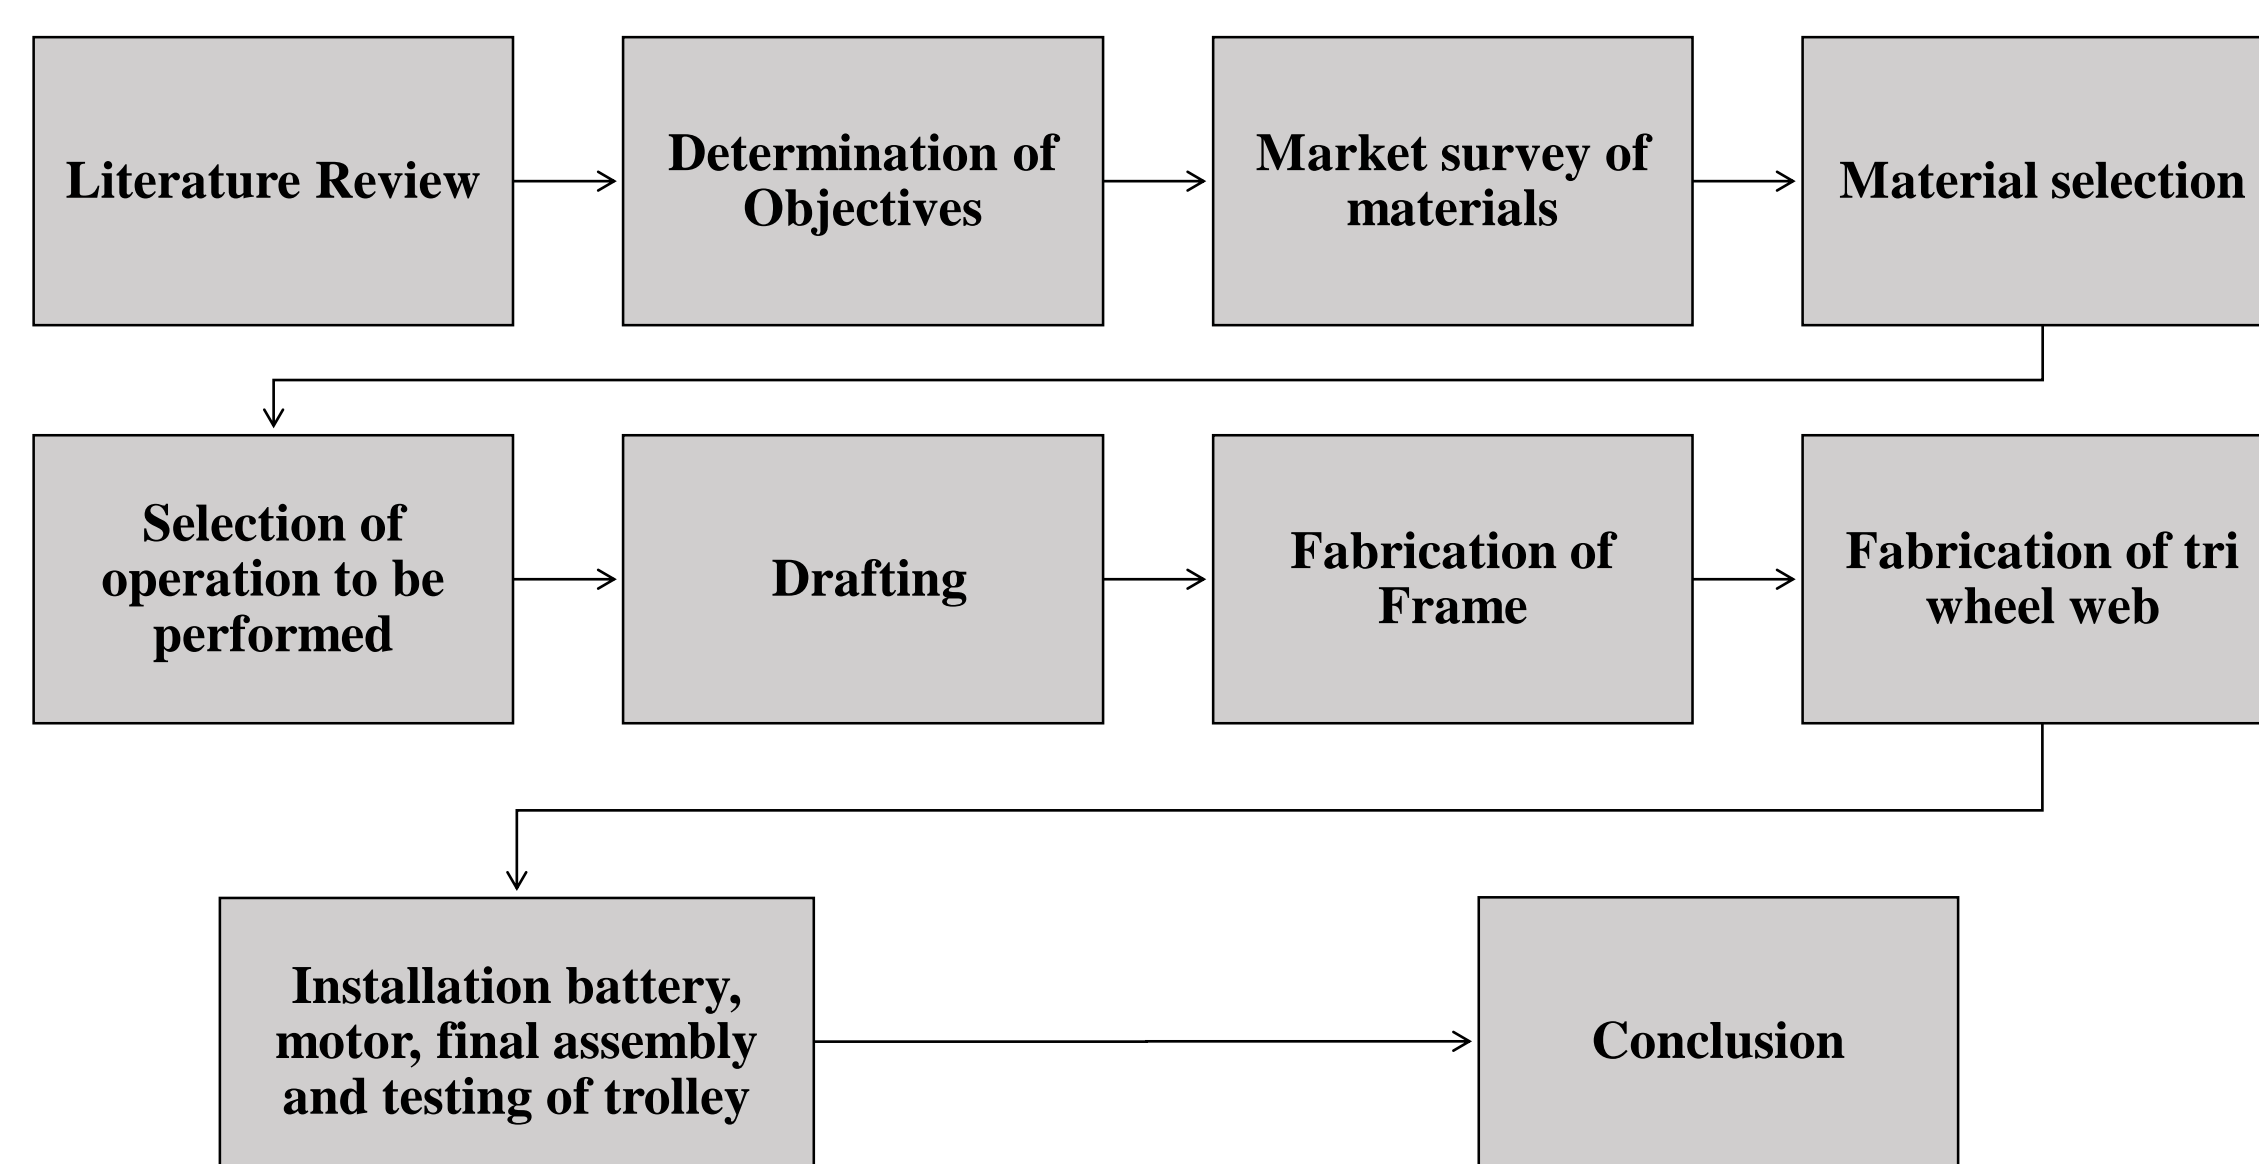 Literature Review
Determination of
Objectives
Market survey of
materials
Material selection
Selection of
operation to be
performed
Drafting
Fabrication of
Frame
Fabrication of tri
wheel web
Installation battery,
motor, final assembly
and testing of trolley
Conclusion